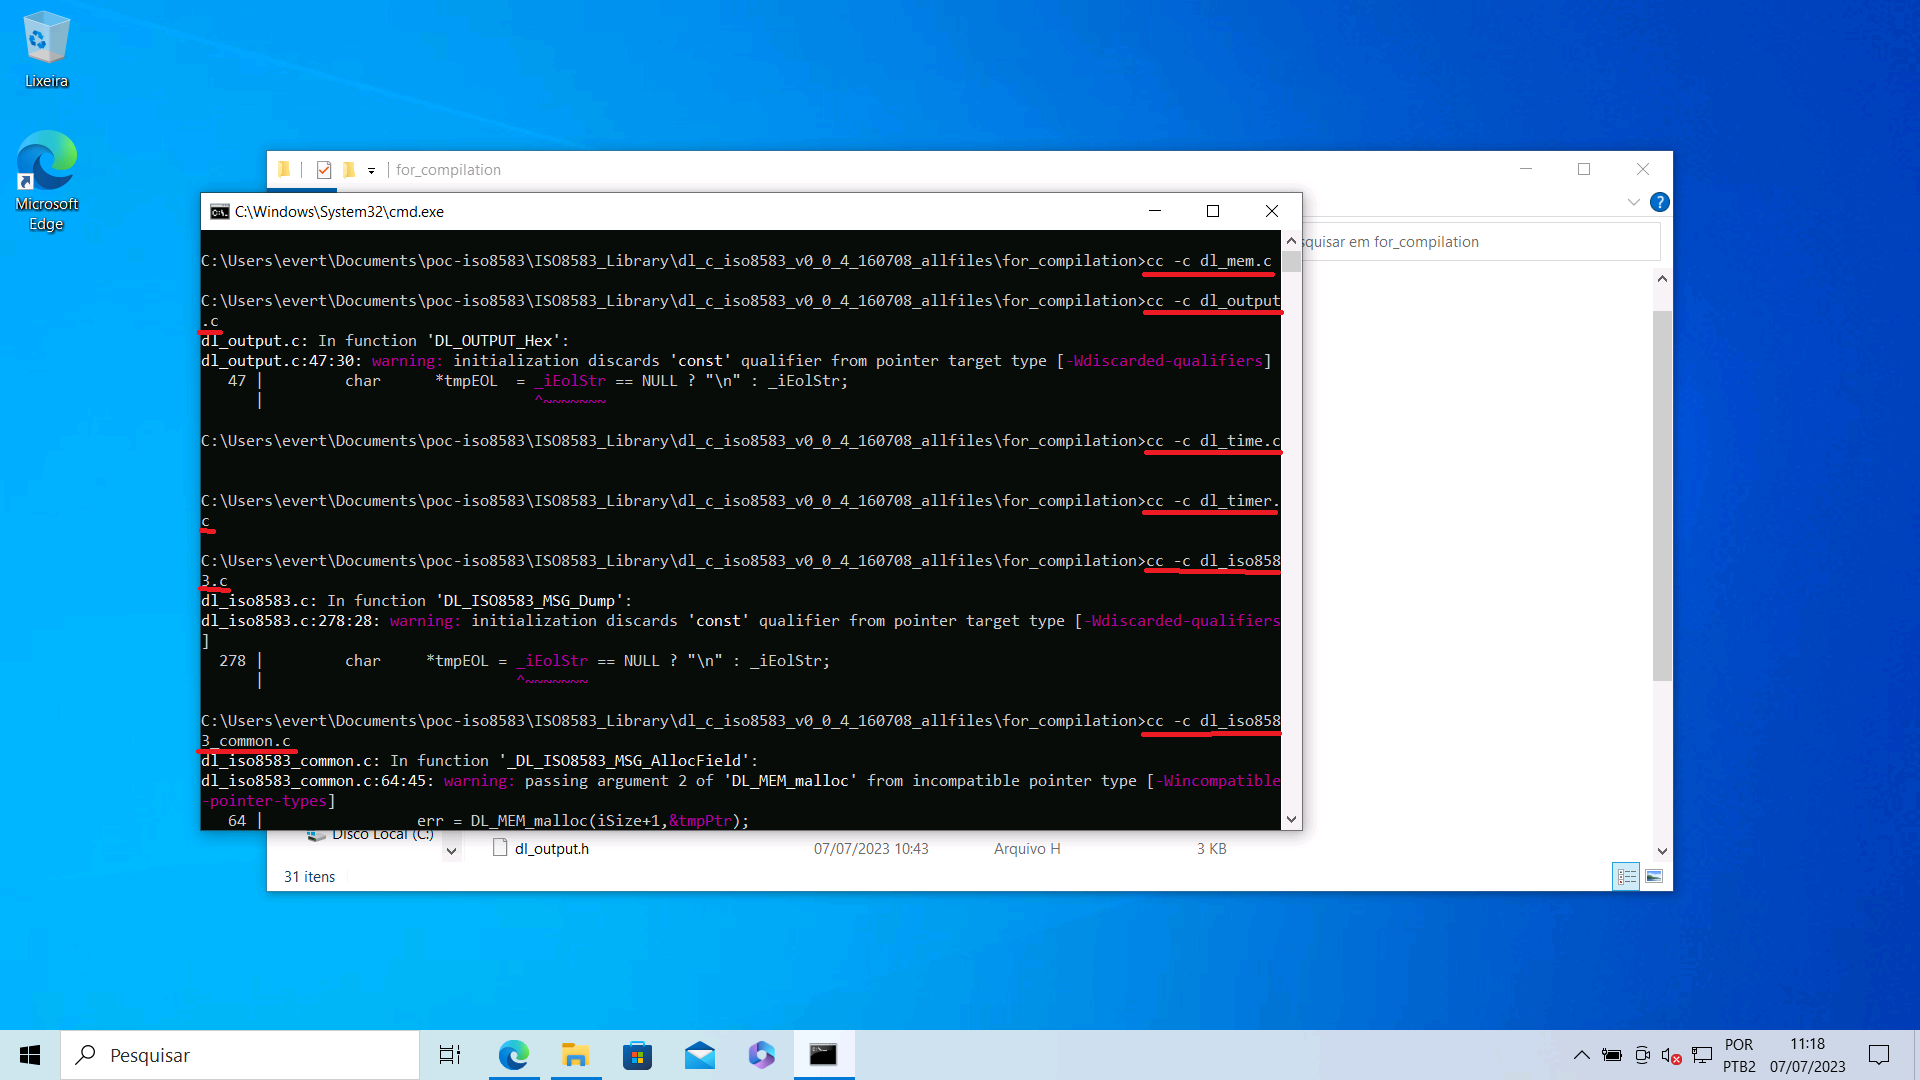 Lixeira
Microsoft
Edge
for_compilation
C:\Windows\System32\cmd.exe
squisar em for_compilation
C:\Users\evert\Documents\poc-iso8583\ISO8583_Library\dl_c_iso8583_v0_0_4_160708_allfiles\for_compilation>cc -c dl_mem.c
C:\Users\evert\Documents\poc-iso8583\ISO8583_Library\dl_c_iso8583_v0_0_4_160708_allfiles\for_compilation>cc -c dl_output
.c
dl_output.c: In function 'DL_OUTPUT_Hex':
dl_output.c:47:30: warning: initialization discards 'const' qualifier from pointer target type [-Wdiscarded-qualifiers]
47 |         char      *tmpEOL  = _iEolStr == NULL ? "\n" : _iEolStr;
|                              ^~~~~~~~
C:\Users\evert\Documents\poc-iso8583\ISO8583_Library\dl_c_iso8583_v0_0_4_160708_allfiles\for_compilation>cc -c dl_time.c
C:\Users\evert\Documents\poc-iso8583\ISO8583_Library\dl_c_iso8583_v0_0_4_160708_allfiles\for_compilation>cc -c dl_timer.
c
C:\Users\evert\Documents\poc-iso8583\ISO8583_Library\dl_c_iso8583_v0_0_4_160708_allfiles\for_compilation>cc -c dl_iso858
3.c
dl_iso8583.c: In function 'DL_ISO8583_MSG_Dump':
dl_iso8583.c:278:28: warning: initialization discards 'const' qualifier from pointer target type [-Wdiscarded-qualifiers
]
278 |         char     *tmpEOL = _iEolStr == NULL ? "\n" : _iEolStr;
|                            ^~~~~~~~
C:\Users\evert\Documents\poc-iso8583\ISO8583_Library\dl_c_iso8583_v0_0_4_160708_allfiles\for_compilation>cc -c dl_iso858
3_common.c
dl_iso8583_common.c: In function '_DL_ISO8583_MSG_AllocField':
dl_iso8583_common.c:64:45: warning: passing argument 2 of 'DL_MEM_malloc' from incompatible pointer type [-Wincompatible
-pointer-types]
64 |                 err = DL_MEM_malloc(iSize+1,&tmpPtr);
Disco Local (C:)
dl_output.h 07/07/2023 10:43 Arquivo H 3 KB
31 itens
Pesquisar
POR 11:18
PTB2 07/07/2023